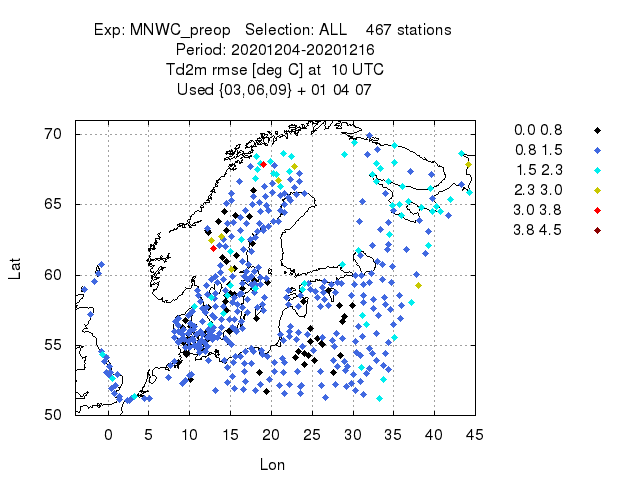 Exp: MNWC_preop Selection: ALL 467 stations
Period: 20201204-20201216
Td2m rmse [deg C] at 10 UTC
Used {03,06,09} + 01 04 07
0.0 0.8
0.8 1.5
1.5 2.3
2.3 3.0
3.0 3.8
3.8 4.5
70
65
60
55
50
Lat
0 5 10 15 20 25 30 35 40 45
Lon